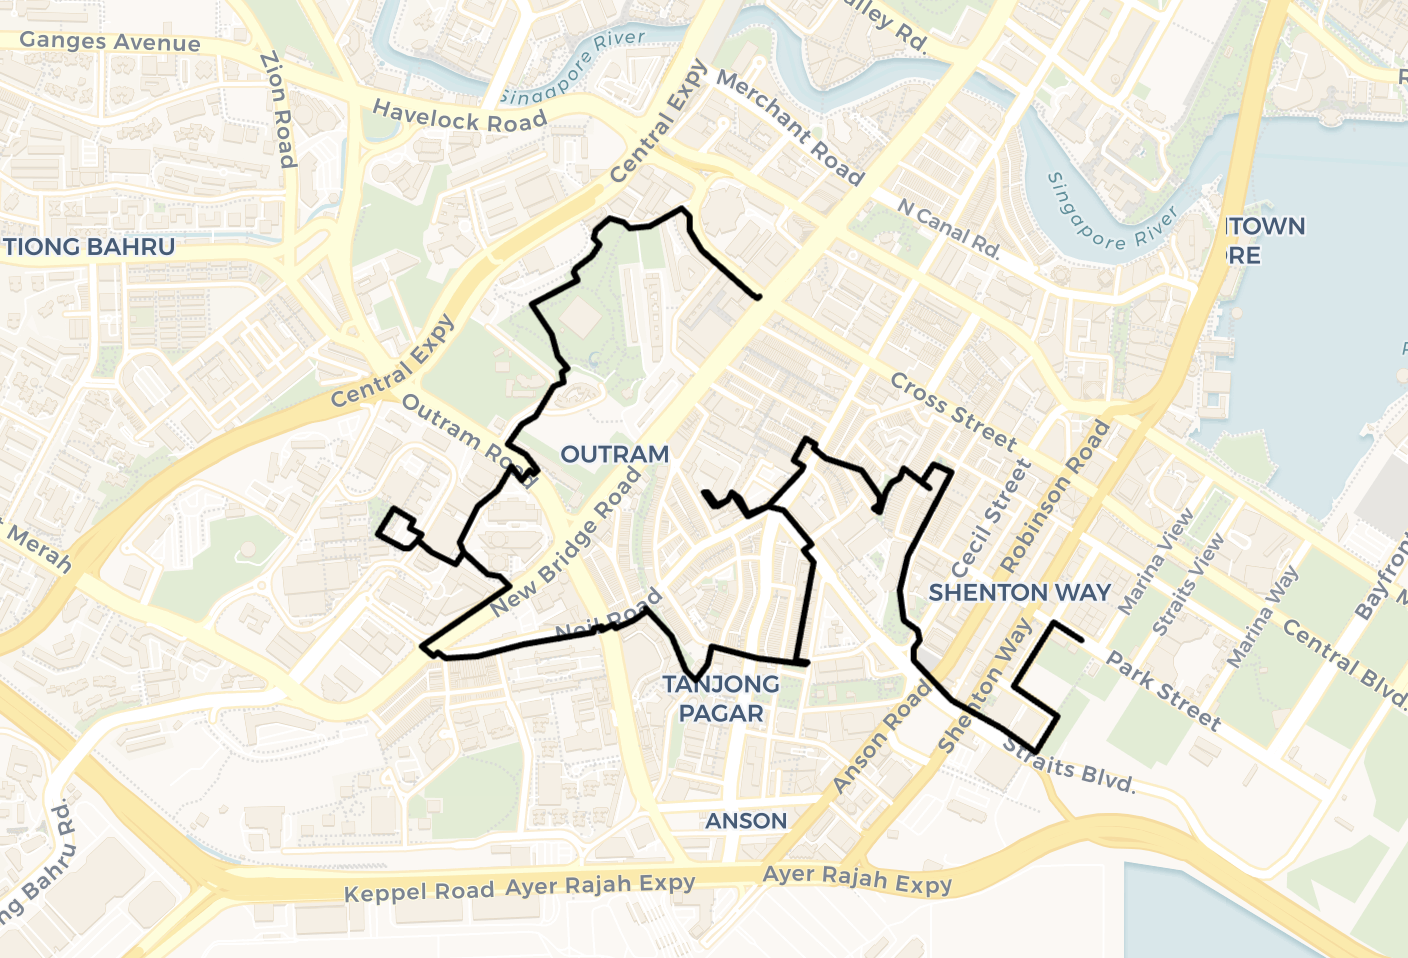 Ganges Avenue
Zion Road
Havelock Road
Singapore River
Central Expy
Merchant Road
Rd.
N Canal Rd.
Singapore River
TIONG BAHRU
Central Expy
Outram Road
OUTRAM
New Bridge Road
Neil Road
Cross Street
Cecil Street
Robinson Road
SHENTON WAY
Shenton Way
Marina View
Straits View
Marina Way
Central Blvd.
Park Street
Straits Blvd.
Anson Road
TANJONG
PAGAR
ANSON
Merah
Bahru Rd.
Keppel Road
Ayer Rajah Expy
Ayer Rajah Expy
Bayfront